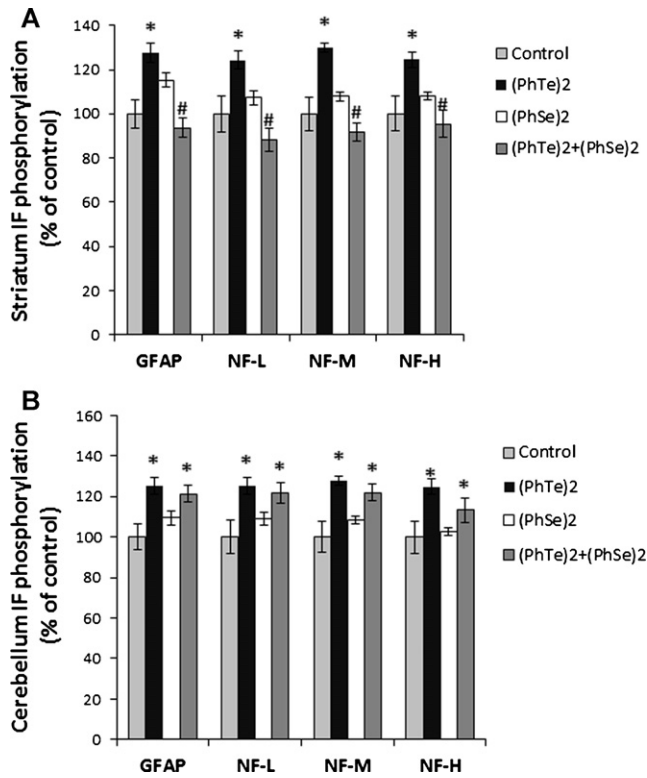 A
Striatum IF phosphorylation
(% of control)
140
120
100
80
60
40
20
0
* * * *
# # # #
GFAP NF-L NF-M NF-H
Control
(PhTe)2
(PhSe)2
(PhTe)2+(PhSe)2
B
Cerebellum IF phosphorylation
(% of control)
160
140
120
100
80
60
40
20
0
* * * * * * * *
GFAP NF-L NF-M NF-H
Control
(PhTe)2
(PhSe)2
(PhTe)2+(PhSe)2